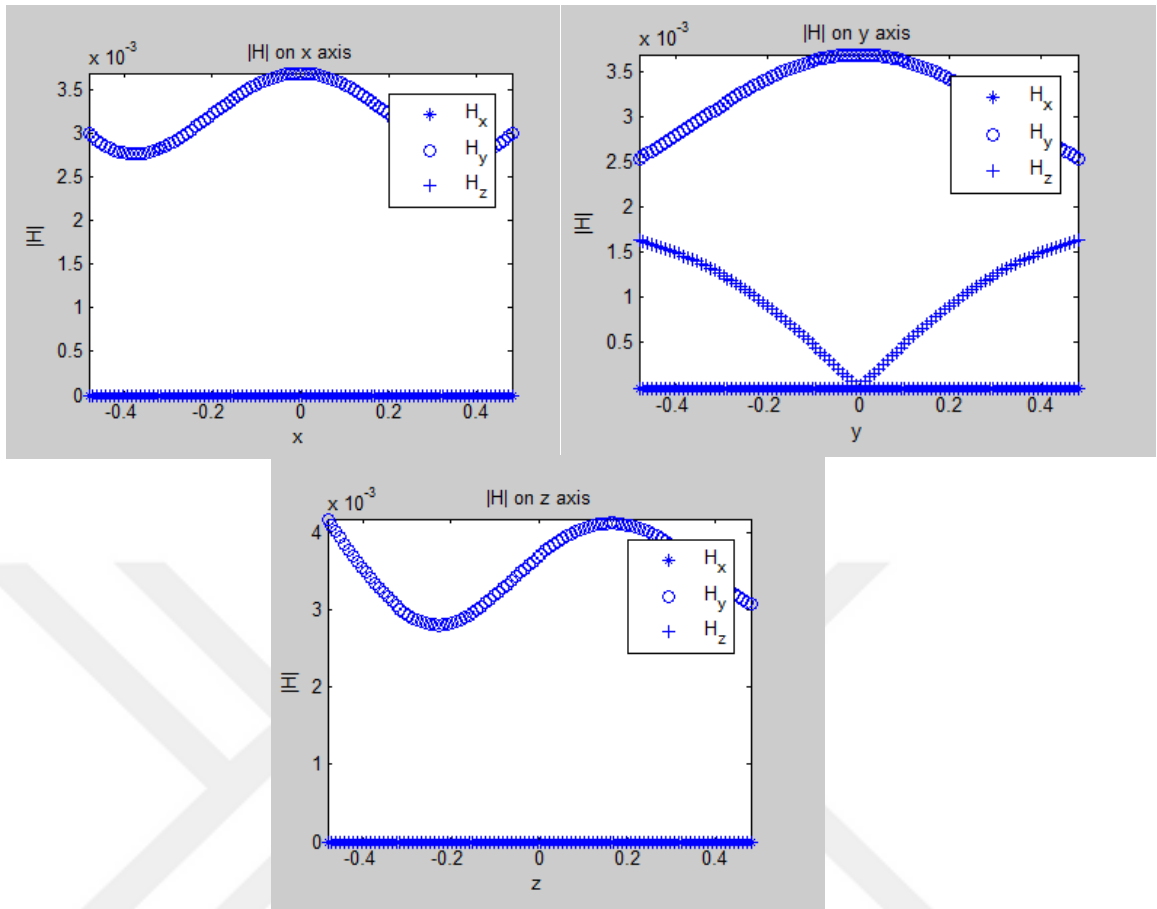 x 10^-3
|H| on x axis
3.5
3
2.5
2
1.5
1
0.5
0
|H|
-0.4 -0.2 0 0.2 0.4
x
H_x
H_y
H_z
x 10^-3
|H| on y axis
3.5
3
2.5
2
1.5
1
0.5
|H|
-0.4 -0.2 0 0.2 0.4
y
H_x
H_y
H_z
x 10^-3
|H| on z axis
4
3
2
1
0
|H|
-0.4 -0.2 0 0.2 0.4
z
H_x
H_y
H_z